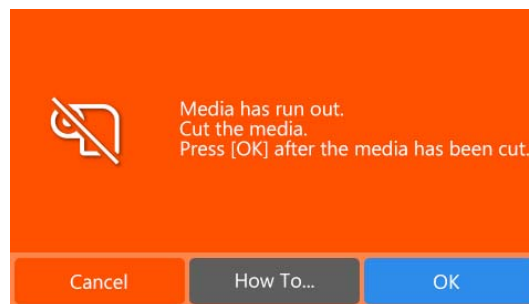 Media has run out.
Cut the media.
Press [OK] after the media has been cut.
Cancel
How To...
OK